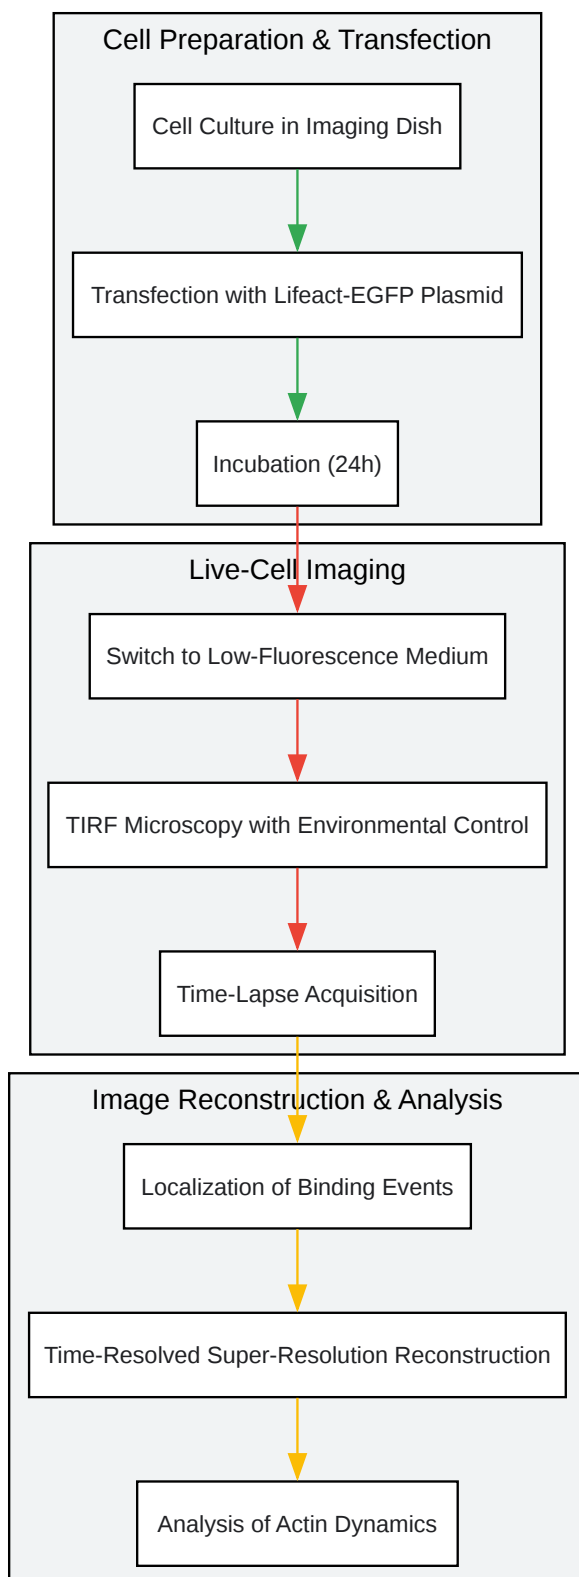 Cell Preparation & Transfection
Cell Culture in Imaging Dish
Transfection with Lifeact-EGFP Plasmid
Incubation (24h)
Live-Cell Imaging
Switch to Low-Fluorescence Medium
TIRF Microscopy with Environmental Control
Time-Lapse Acquisition
Image Reconstruction & Analysis
Localization of Binding Events
Time-Resolved Super-Resolution Reconstruction
Analysis of Actin Dynamics